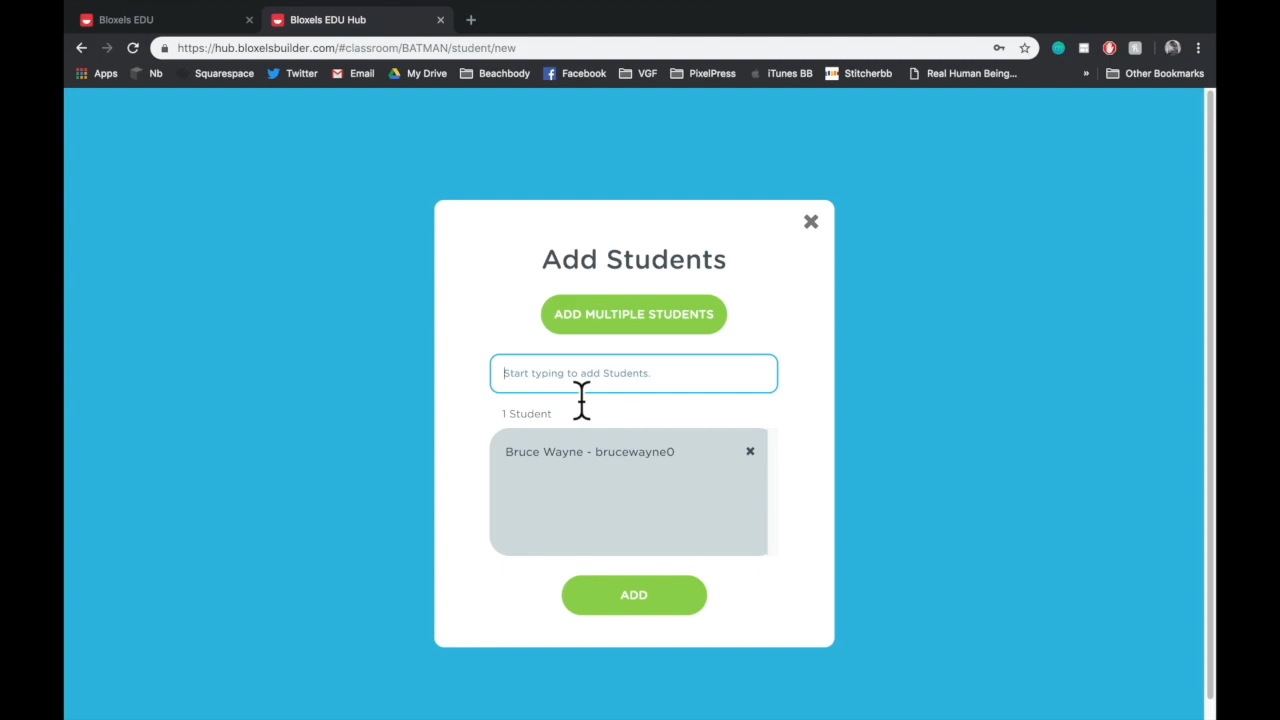 Bloxels EDU
Bloxels EDU Hub
https://hub.bloxelsbuilder.com/#classroom/BATMAN/student/new
Apps Nb Squarespace Twitter Email My Drive Beachbody Facebook VGF PixelPress iTunes BB Stitcherbb Real Human Being... » Other Bookmarks
Add Students
ADD MULTIPLE STUDENTS
Start typing to add Students.
1 Student
Bruce Wayne - brucewayne0
ADD